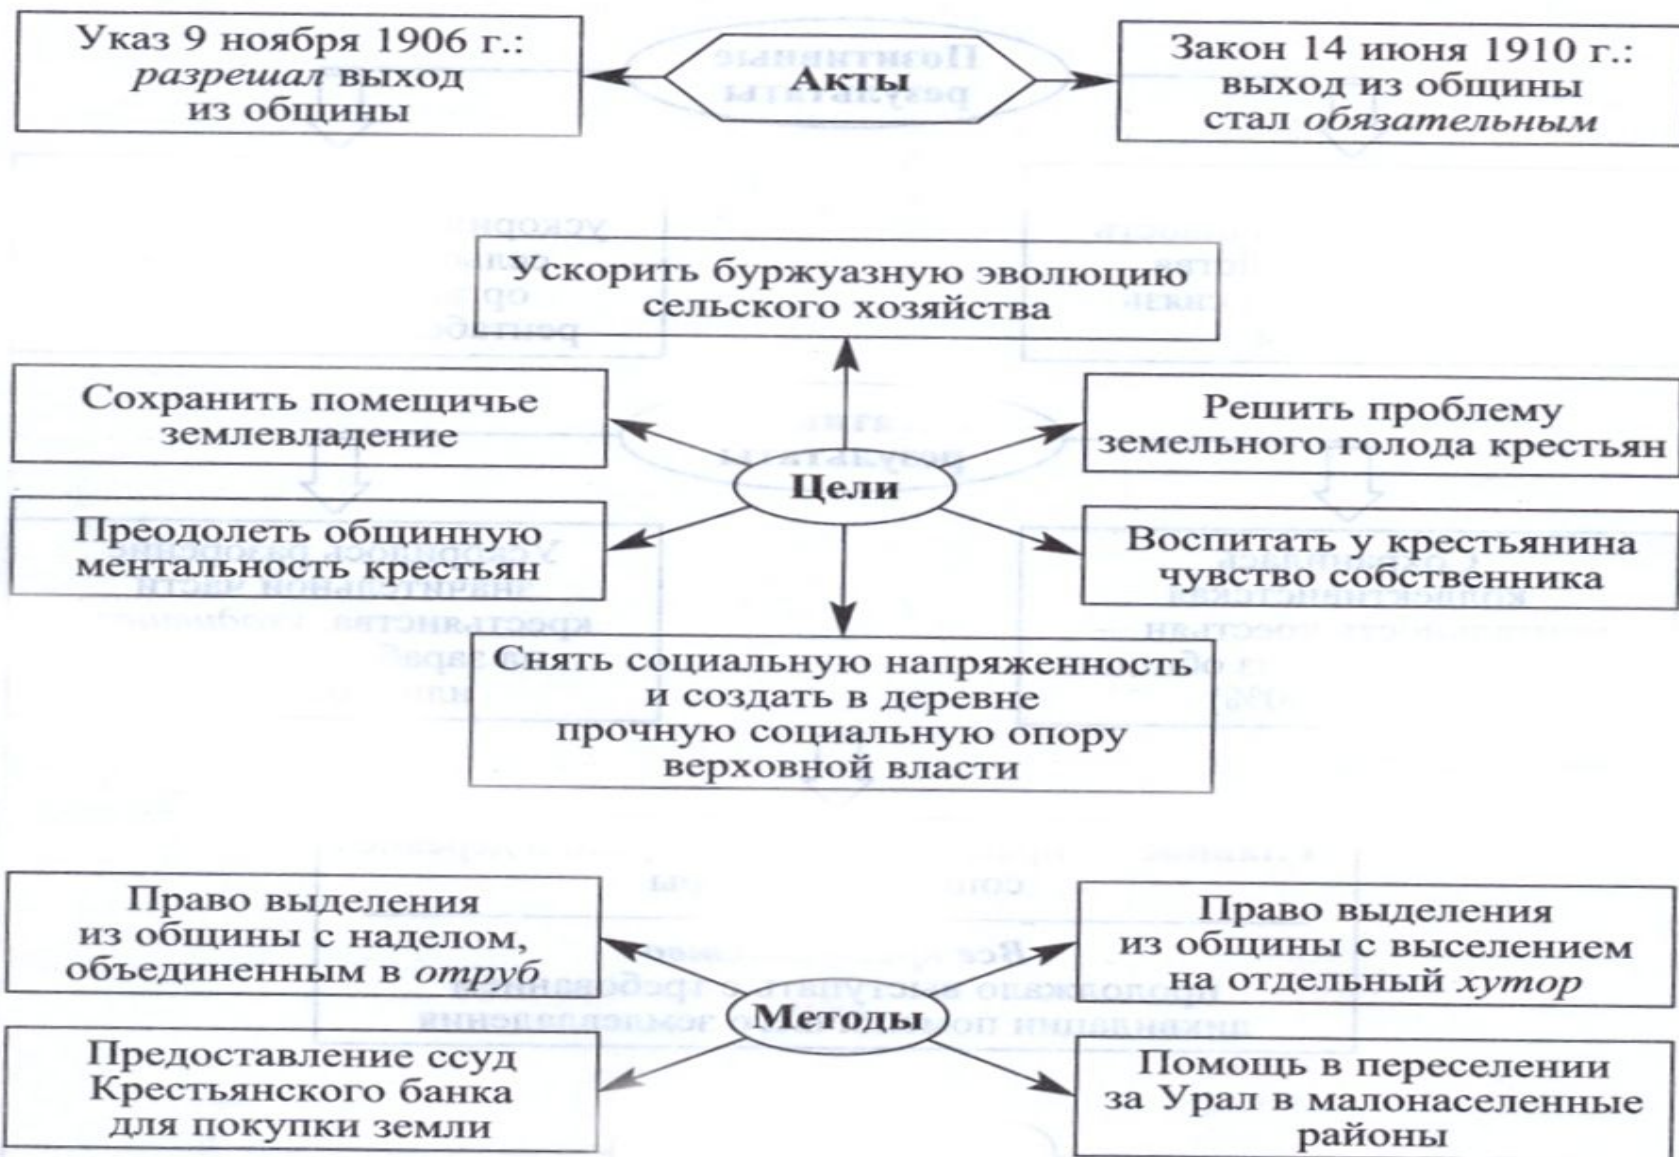 Указ 9 ноября 1906 г.:
разрешал выход
из общины
Акты
Закон 14 июня 1910 г.:
выход из общины
стал обязательным
Ускорить буржуазную эволюцию
сельского хозяйства
Сохранить помещичье
землевладение
Решить проблему
земельного голода крестьян
Цели
Преодолеть общинную
ментальность крестьян
Воспитать у крестьянина
чувство собственника
Снять социальную напряженность
и создать в деревне
прочную социальную опору
верховной власти
Право выделения
из общины с наделом,
объединенным в отруб
Право выделения
из общины с выселением
на отдельный хутор
Методы
Предоставление ссуд
Крестьянского банка
для покупки земли
Помощь в переселении
за Урал в малонаселенные
районы